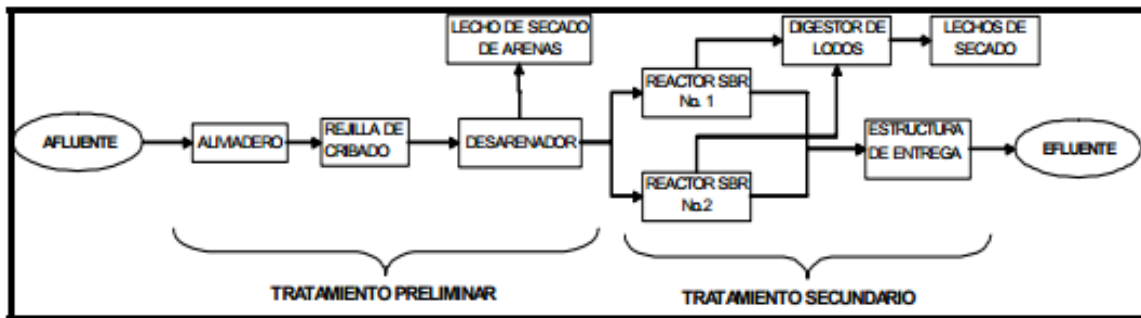 LECHO DE SECADO
DE ARENAS
DIGESTOR DE
LODOS
LECHOS DE
SECADO
REACTOR SBR
No. 1
AFLUENTE
ALIVIADERO
REJILLA DE
CRIBADO
DESARENADOR
ESTRUCTURA
DE ENTREGA
EFLUENTE
REACTOR SBR
No.2
TRATAMIENTO PRELIMINAR
TRATAMIENTO SECUNDARIO